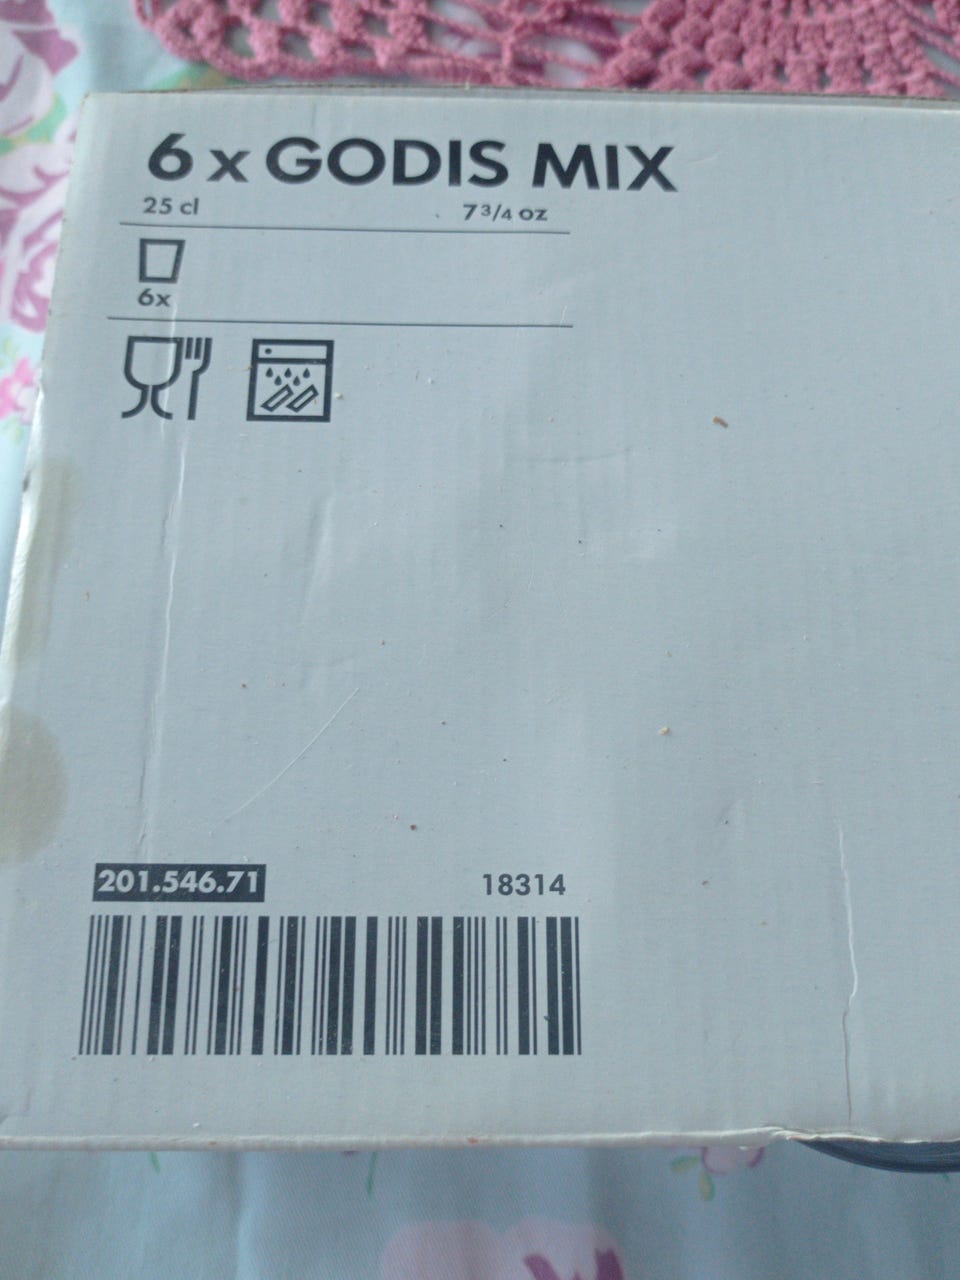 6 x GODIS MIX
25 cl 7 3/4 oz
6x
201.546.71 18314